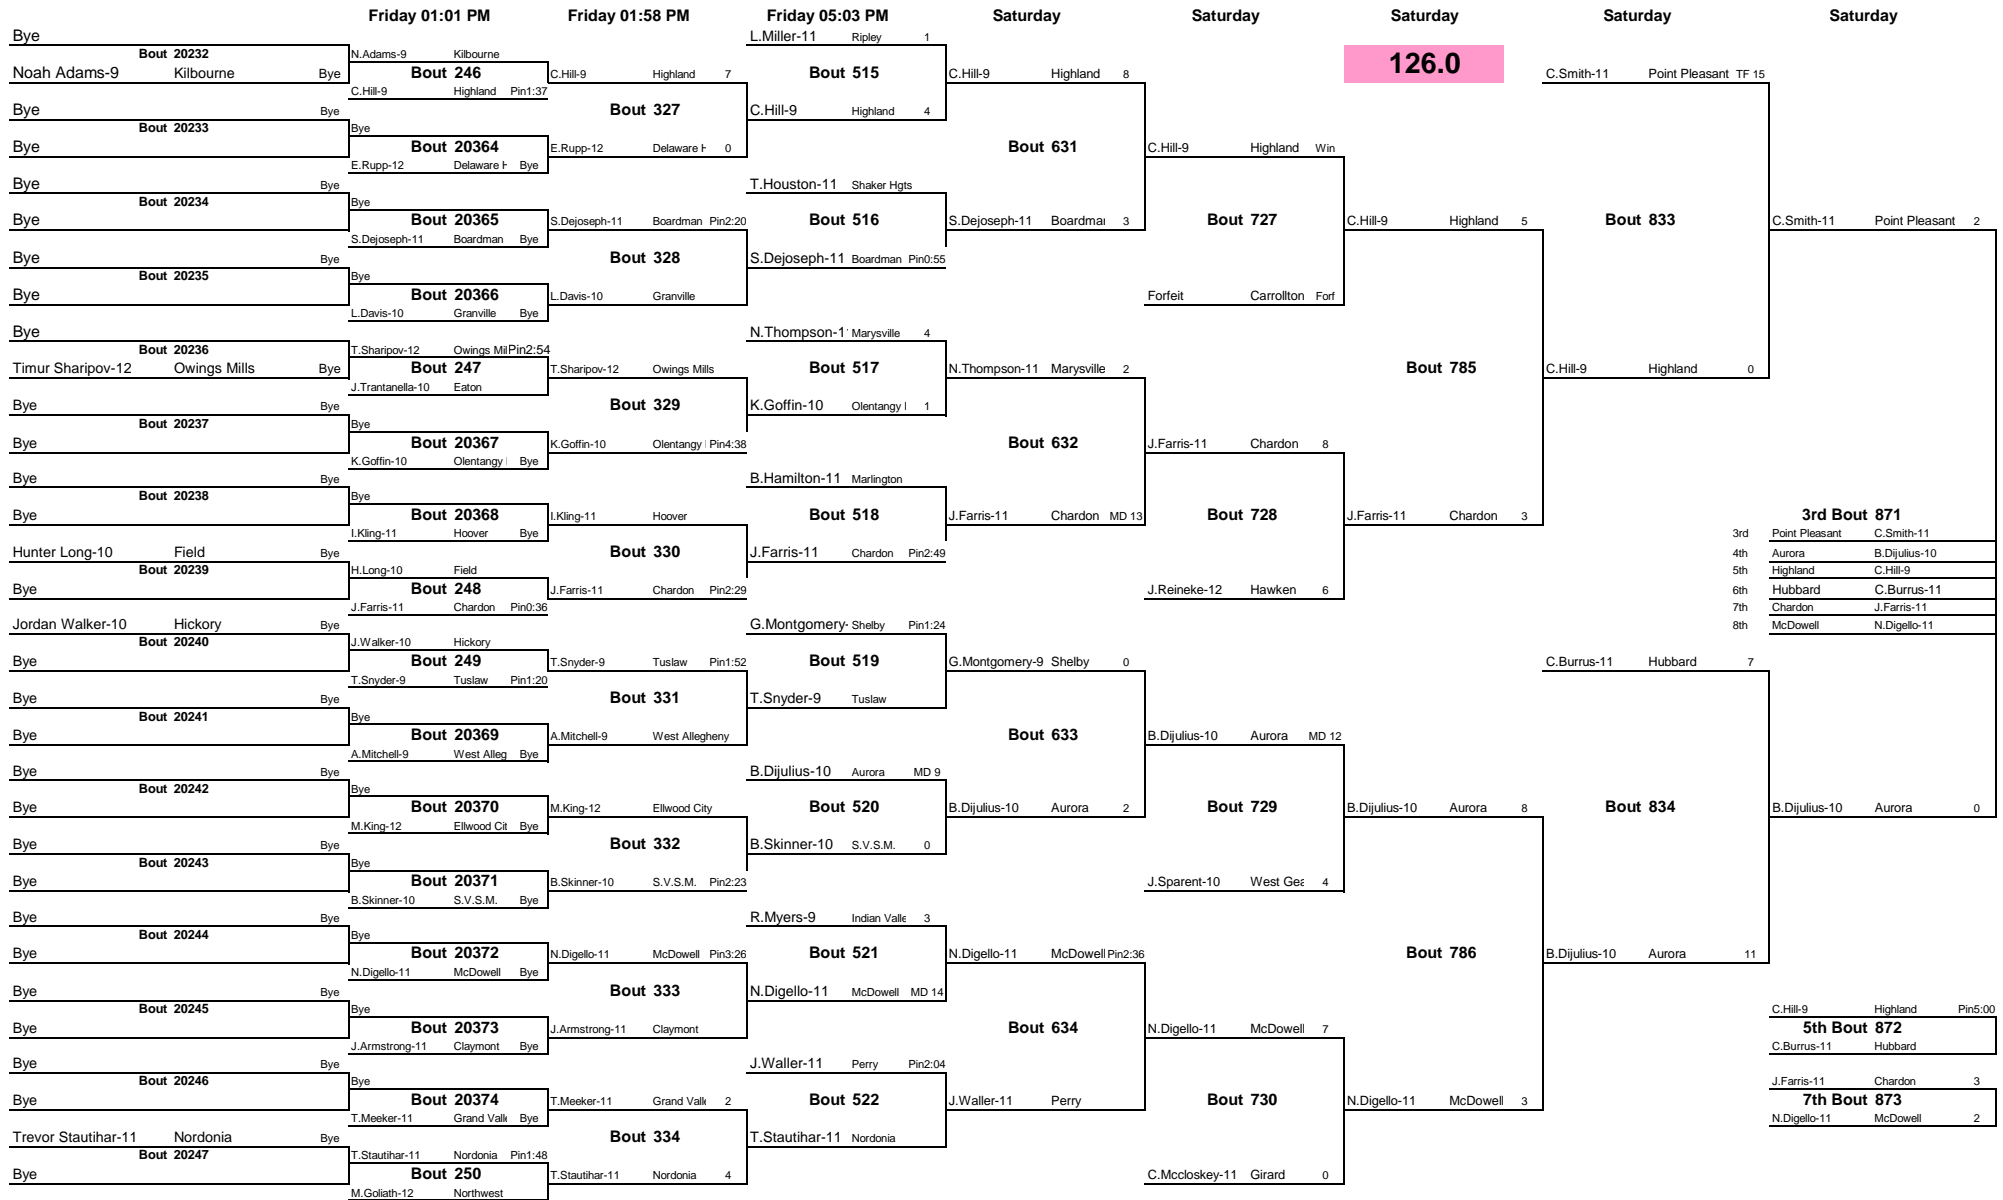 Friday 01:01 PM Friday 01:58 PM Friday 05:03 PM Saturday Saturday Saturday Saturday Saturday
126.0
Bye
Bout 20232
Noah Adams-9 Kilbourne Bye
Bye Bye
Bout 20233
Bye
Bye Bye
Bout 20234
Bye
Bye Bye
Bout 20235
Bye
Bye
Bout 20236
Timur Sharipov-12 Owings Mills Bye
Bye Bye
Bout 20237
Bye
Bye Bye
Bout 20238
Bye
Hunter Long-10 Field Bye
Bout 20239
Bye
Jordan Walker-10 Hickory Bye
Bout 20240
Bye
Bye Bye
Bout 20241
Bye
Bye Bye
Bout 20242
Bye
Bye Bye
Bout 20243
Bye
Bye Bye
Bout 20244
Bye
Bye Bye
Bout 20245
Bye
Bye Bye
Bout 20246
Bye
Trevor Stautihar-11 Nordonia Bye
Bout 20247
Bye
N.Adams-9 Kilbourne
Bout 246
C.Hill-9 Highland Pin1:37
Bye
Bout 20364
E.Rupp-12 Delaware H Bye
Bye
Bout 20365
S.Dejoseph-11 Boardman Bye
Bye
Bout 20366
L.Davis-10 Granville Bye
T.Sharipov-12 Owings Mil Pin2:54
Bout 247
J.Trantanella-10 Eaton
Bye
Bout 20367
K.Goffin-10 Olentangy Bye
Bye
Bout 20368
I.Kling-11 Hoover Bye
H.Long-10 Field
Bout 248
J.Farris-11 Chardon Pin0:36
J.Walker-10 Hickory
Bout 249
T.Snyder-9 Tuslaw Pin1:20
Bye
Bout 20369
A.Mitchell-9 West Alleg Bye
Bye
Bout 20370
M.King-12 Ellwood Cit Bye
Bye
Bout 20371
B.Skinner-10 S.V.S.M. Bye
Bye
Bout 20372
N.Digello-11 McDowell Bye
Bye
Bout 20373
J.Armstrong-11 Claymont Bye
Bye
Bout 20374
T.Meeker-11 Grand Valle Bye
T.Stautihar-11 Nordonia Pin1:48
Bout 250
M.Goliath-12 Northwest
C.Hill-9 Highland 7
Bout 327
E.Rupp-12 Delaware H 0
S.Dejoseph-11 Boardman Pin2:20
Bout 328
L.Davis-10 Granville
T.Sharipov-12 Owings Mills
Bout 329
K.Goffin-10 Olentangy Pin4:38
I.Kling-11 Hoover
Bout 330
J.Farris-11 Chardon Pin2:29
T.Snyder-9 Tuslaw Pin1:52
Bout 331
A.Mitchell-9 West Allegheny
M.King-12 Ellwood City
Bout 332
B.Skinner-10 S.V.S.M. Pin2:23
N.Digello-11 McDowell Pin3:26
Bout 333
J.Armstrong-11 Claymont
T.Meeker-11 Grand Valle 2
Bout 334
T.Stautihar-11 Nordonia 4
L.Miller-11 Ripley 1
Bout 515
C.Hill-9 Highland 4
T.Houston-11 Shaker Hgts
Bout 516
S.Dejoseph-11 Boardman Pin0:55
N.Thompson-1 Marysville 4
Bout 517
K.Goffin-10 Olentangy 1
B.Hamilton-11 Marlington
Bout 518
J.Farris-11 Chardon Pin2:49
G.Montgomery- Shelby Pin1:24
Bout 519
T.Snyder-9 Tuslaw
B.Dijulius-10 Aurora MD 9
Bout 520
B.Skinner-10 S.V.S.M. 0
R.Myers-9 Indian Valle 3
Bout 521
N.Digello-11 McDowell MD 14
J.Waller-11 Perry Pin2:04
Bout 522
T.Stautihar-11 Nordonia
C.Hill-9 Highland 8
Bout 631
S.Dejoseph-11 Boardman 3
N.Thompson-11 Marysville 2
Bout 632
J.Farris-11 Chardon MD 13
G.Montgomery-9 Shelby 0
Bout 633
B.Dijulius-10 Aurora 2
N.Digello-11 McDowell Pin2:36
Bout 634
J.Waller-11 Perry
C.Hill-9 Highland Win
Bout 727
Forfeit Carrollton Forf
J.Farris-11 Chardon 8
Bout 728
J.Reineke-12 Hawken 6
B.Dijulius-10 Aurora MD 12
Bout 729
J.Sparent-10 West Gea 4
N.Digello-11 McDowell 7
Bout 730
C.Mccloskey-11 Girard 0
C.Hill-9 Highland 5
Bout 785
J.Farris-11 Chardon 3
B.Dijulius-10 Aurora 8
Bout 786
N.Digello-11 McDowell 3
C.Smith-11 Point Pleasant TF 15
Bout 833
C.Hill-9 Highland 0
C.Burrus-11 Hubbard 7
Bout 834
B.Dijulius-10 Aurora 11
C.Smith-11 Point Pleasant 2
3rd Bout 871
3rd Point Pleasant C.Smith-11
4th Aurora B.Dijulius-10
5th Highland C.Hill-9
6th Hubbard C.Burrus-11
7th Chardon J.Farris-11
8th McDowell N.Digello-11
B.Dijulius-10 Aurora 0
C.Hill-9 Highland Pin5:00
5th Bout 872
C.Burrus-11 Hubbard
J.Farris-11 Chardon 3
7th Bout 873
N.Digello-11 McDowell 2